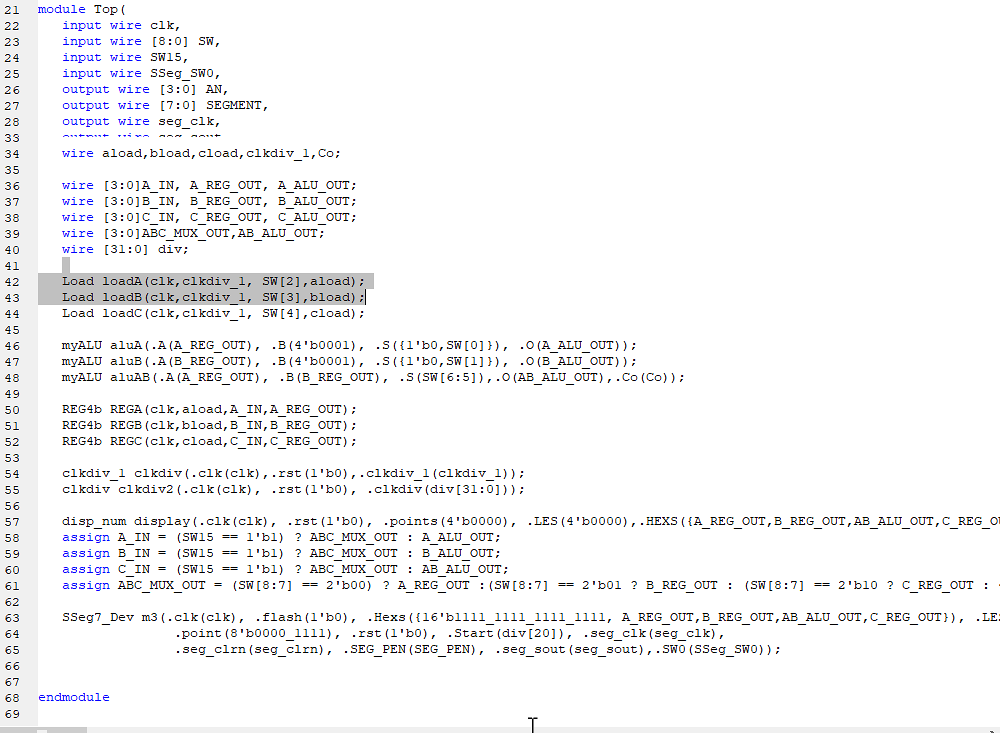 21 module Top(
22 input wire clk,
23 input wire [8:0] SW,
24 input wire SW15,
25 input wire SSeg_SW0,
26 output wire [3:0] AN,
27 output wire [7:0] SEGMENT,
28 output wire seg_clk,
33 output wire seg_sout
34 wire aload,bload,cload,clkdiv_1,Co;
35
36 wire [3:0]A_IN, A_REG_OUT, A_ALU_OUT;
37 wire [3:0]B_IN, B_REG_OUT, B_ALU_OUT;
38 wire [3:0]C_IN, C_REG_OUT, C_ALU_OUT;
39 wire [3:0]ABC_MUX_OUT,AB_ALU_OUT;
40 wire [31:0] div;
41
42 Load loadA(clk,clkdiv_1, SW[2],aload);
43 Load loadB(clk,clkdiv_1, SW[3],bload);
44 Load loadC(clk,clkdiv_1, SW[4],cload);
45
46 myALU aluA(.A(A_REG_OUT), .B(4'b0001), .S({1'b0,SW[0]}), .O(A_ALU_OUT));
47 myALU aluB(.A(B_REG_OUT), .B(4'b0001), .S({1'b0,SW[1]}), .O(B_ALU_OUT));
48 myALU aluAB(.A(A_REG_OUT), .B(B_REG_OUT), .S(SW[6:5]),.O(AB_ALU_OUT),.Co(Co));
49
50 REG4b REGA(clk,aload,A_IN,A_REG_OUT);
51 REG4b REGB(clk,bload,B_IN,B_REG_OUT);
52 REG4b REGC(clk,cload,C_IN,C_REG_OUT);
53
54 clkdiv_1 clkdiv(.clk(clk),.rst(1'b0),.clkdiv_1(clkdiv_1));
55 clkdiv clkdiv2(.clk(clk), .rst(1'b0), .clkdiv(div[31:0]));
56
57 disp_num display(.clk(clk), .rst(1'b0), .points(4'b0000), .LES(4'b0000),.HEXS({A_REG_OUT,B_REG_OUT,AB_ALU_OUT,C_REG_OU
58 assign A_IN = (SW15 == 1'b1) ? ABC_MUX_OUT : A_ALU_OUT;
59 assign B_IN = (SW15 == 1'b1) ? ABC_MUX_OUT : B_ALU_OUT;
60 assign C_IN = (SW15 == 1'b1) ? ABC_MUX_OUT : AB_ALU_OUT;
61 assign ABC_MUX_OUT = (SW[8:7] == 2'b00) ? A_REG_OUT :(SW[8:7] == 2'b01 ? B_REG_OUT : (SW[8:7] == 2'b10 ? C_REG_OUT :
62
63 SSeg7_Dev m3(.clk(clk), .flash(1'b0), .Hexs({16'b1111_1111_1111_1111, A_REG_OUT,B_REG_OUT,AB_ALU_OUT,C_REG_OUT}), .LE
64 .point(8'b0000_1111), .rst(1'b0), .Start(div[20]), .seg_clk(seg_clk),
65 .seg_clrn(seg_clrn), .SEG_PEN(SEG_PEN), .seg_sout(seg_sout),.SW0(SSeg_SW0));
66
67
68 endmodule
69